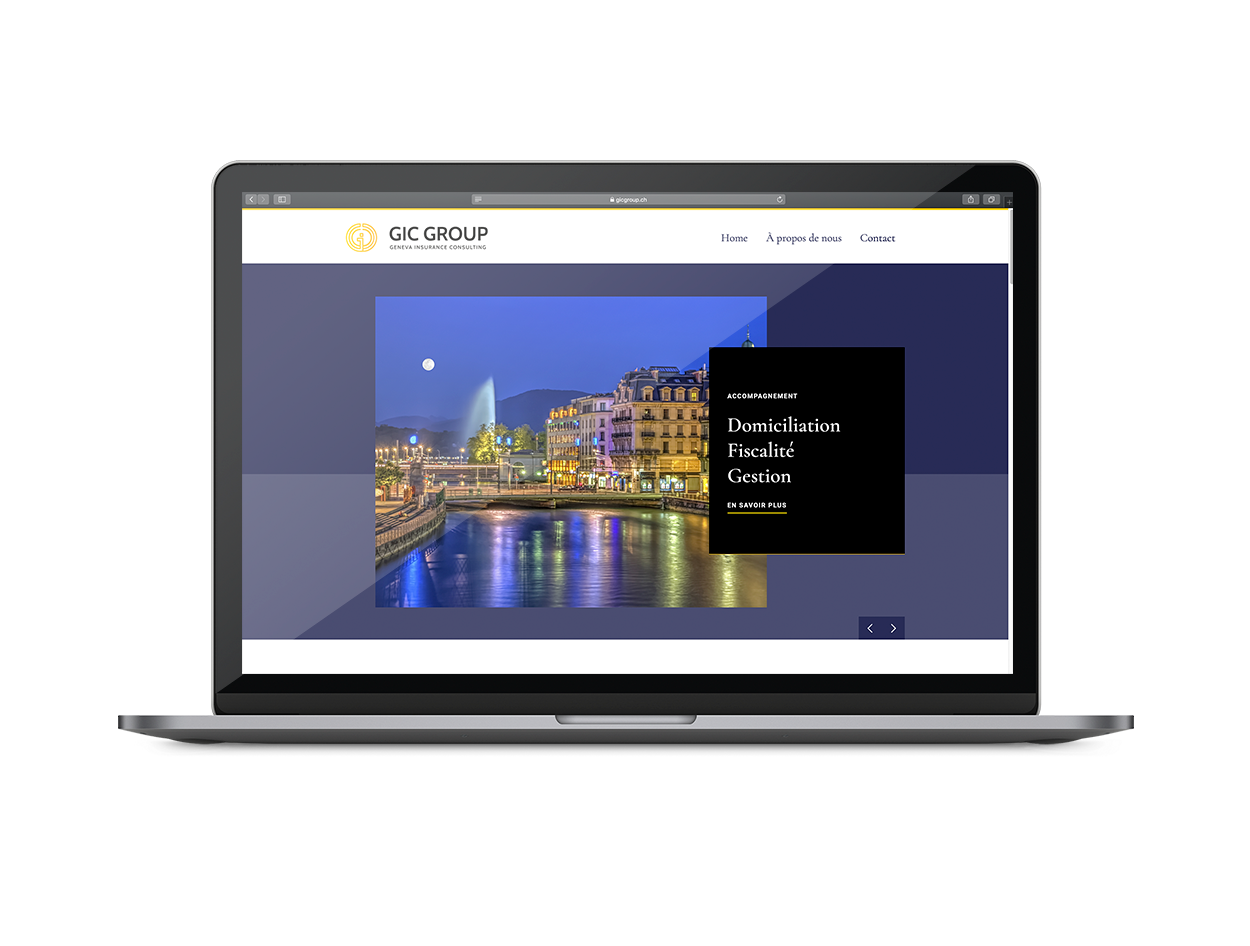 gicgroup.ch
GIC GROUP
GENEVA INSURANCE CONSULTING
Home À propos de nous Contact
ACCOMPAGNEMENT
Domiciliation
Fiscalité
Gestion
EN SAVOIR PLUS